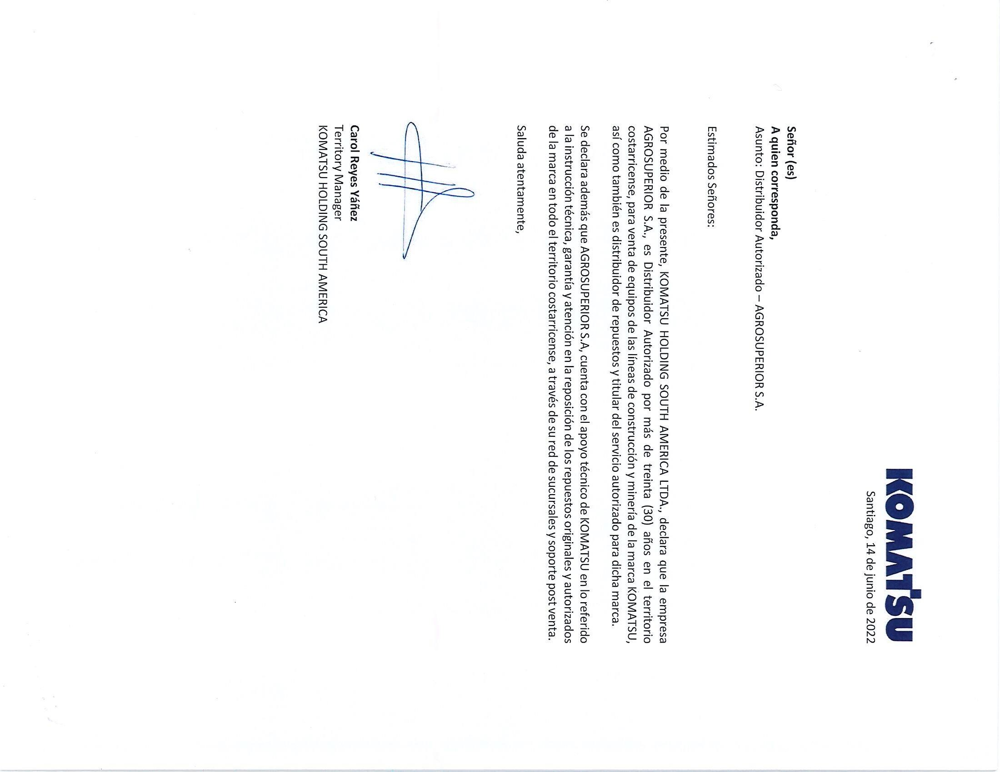 KOMATSU
Santiago, 14 de junio de 2022
Señor (es)
A quien corresponda,
Asunto: Distribuidor Autorizado – AGROSUPERIOR S.A.
Estimados Señores:
Por medio de la presente, KOMATSU HOLDING SOUTH AMERICA LTDA., declara que la empresa
AGROSUPERIOR S.A., es Distribuidor Autorizado por más de treinta (30) años en el territorio
costarricense, para venta de equipos de las líneas de construcción y minería de la marca KOMATSU,
así como también es distribuidor de repuestos y titular del servicio autorizado para dicha marca.
Se declara además que AGROSUPERIOR S.A, cuenta con el apoyo técnico de KOMATSU en lo referido
a la instrucción técnica, garantía y atención en la reposición de los repuestos originales y autorizados
de la marca en todo el territorio costarricense, a través de su red de sucursales y soporte post venta.
Saluda atentamente,
Carol Reyes Yáñez
Territory Manager
KOMATSU HOLDING SOUTH AMERICA